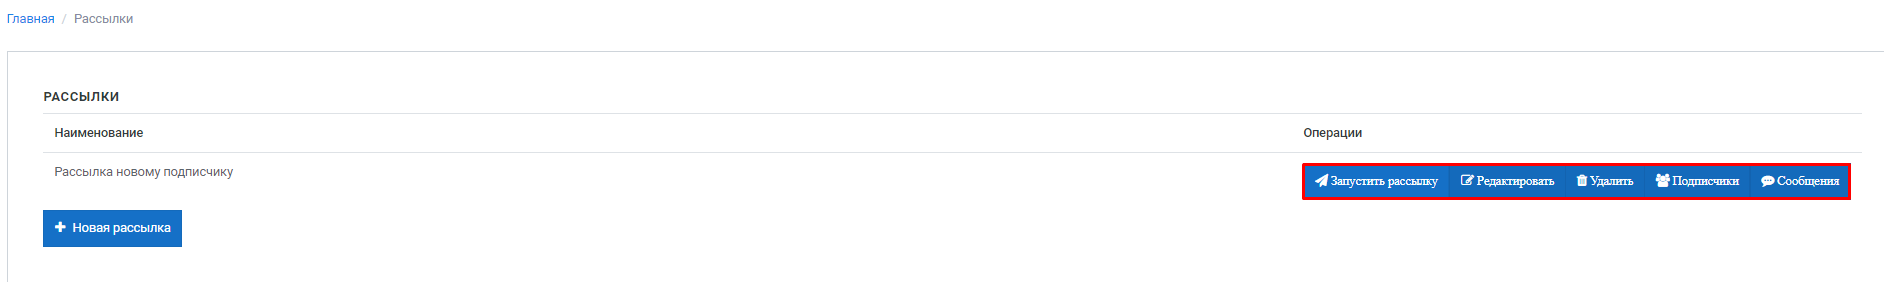 Главная / Рассылки
РАССЫЛКИ
Наименование Операции
Рассылка новому подписчику Запустить рассылку Редактировать Удалить Подписчики Сообщения
Новая рассылка